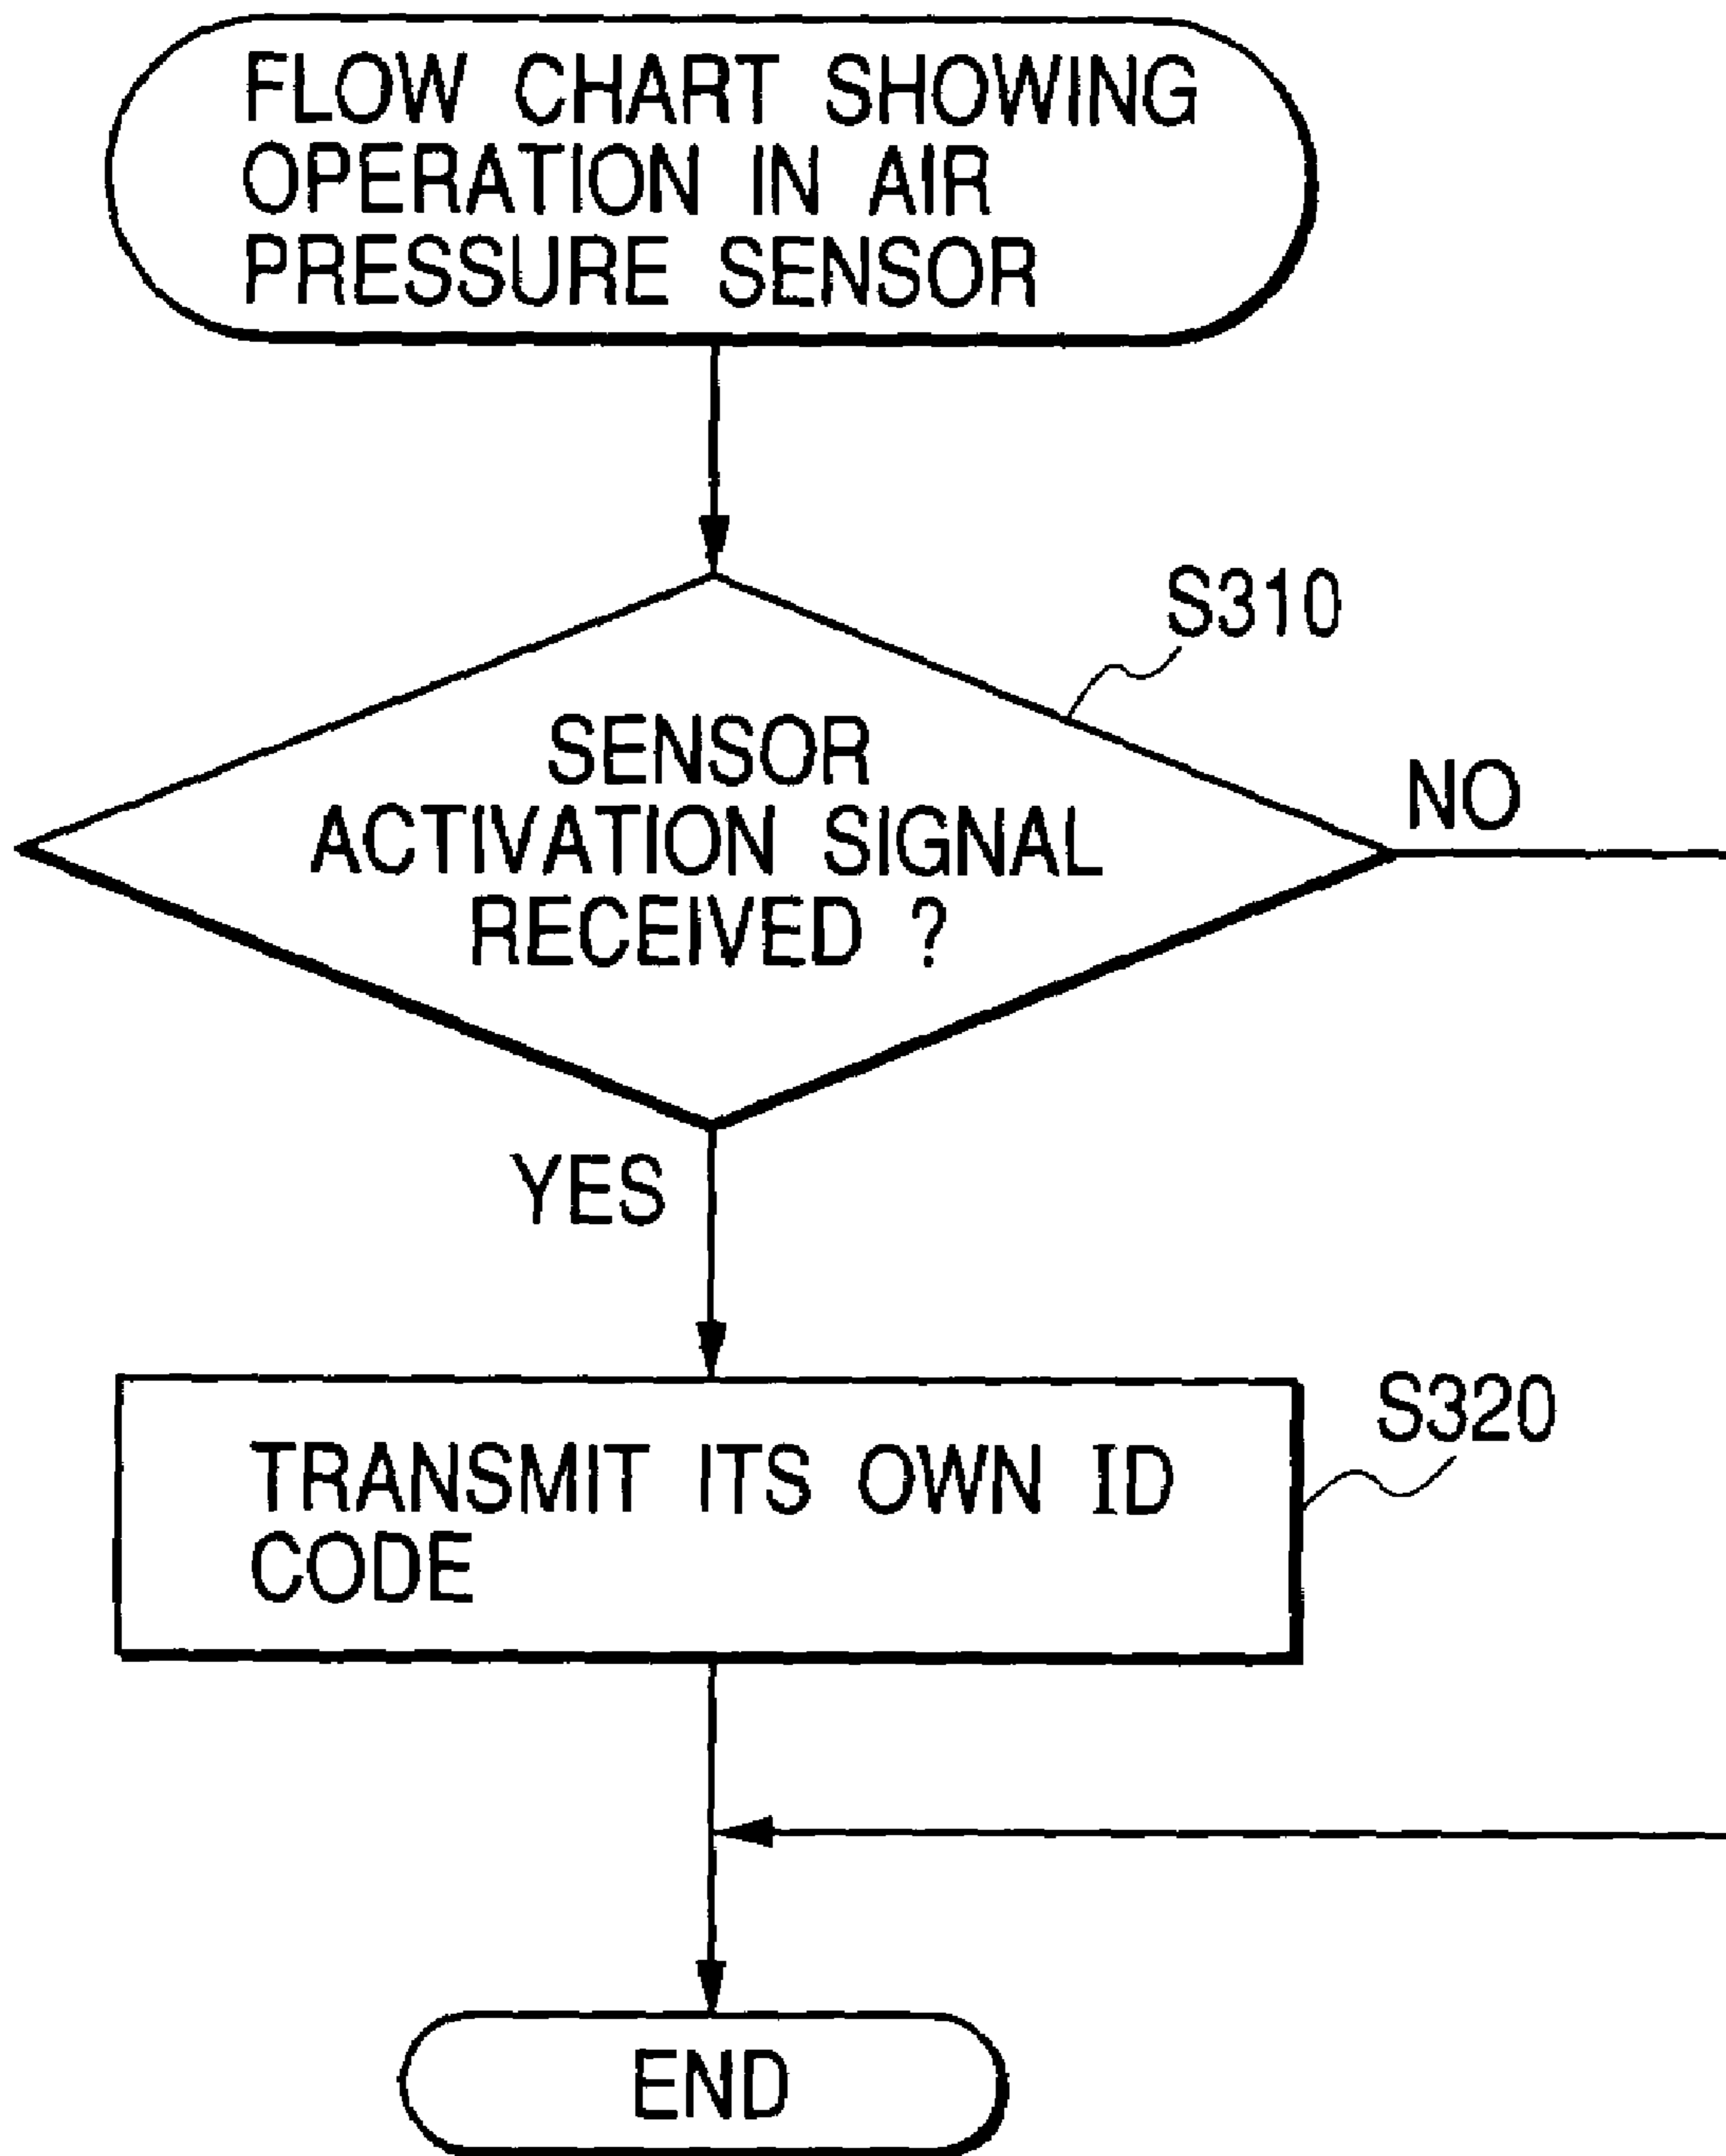 FLOW CHART SHOWING
OPERATION IN AIR
PRESSURE SENSOR
S310
SENSOR
ACTIVATION SIGNAL
RECEIVED ?
NO
YES
S320
TRANSMIT ITS OWN ID
CODE
END